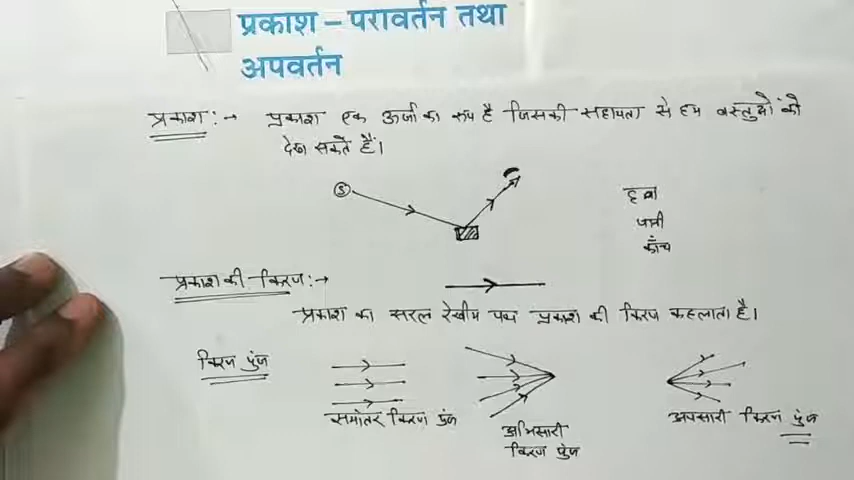 प्रकाश – परावर्तन तथा
अपवर्तन
प्रकाश :→ प्रकाश एक ऊर्जा का रूप है जिसकी सहायता से हम वस्तुओं को
देख सकते हैं।
S
हवा
पानी
काँच
प्रकाश की किरण :→
प्रकाश का सरल रेखीय पथ प्रकाश की किरण कहलाता है।
किरण पुंज
समांतर किरण पुंज
अभिसारी
किरण पुंज
अपसारी किरण पुंज